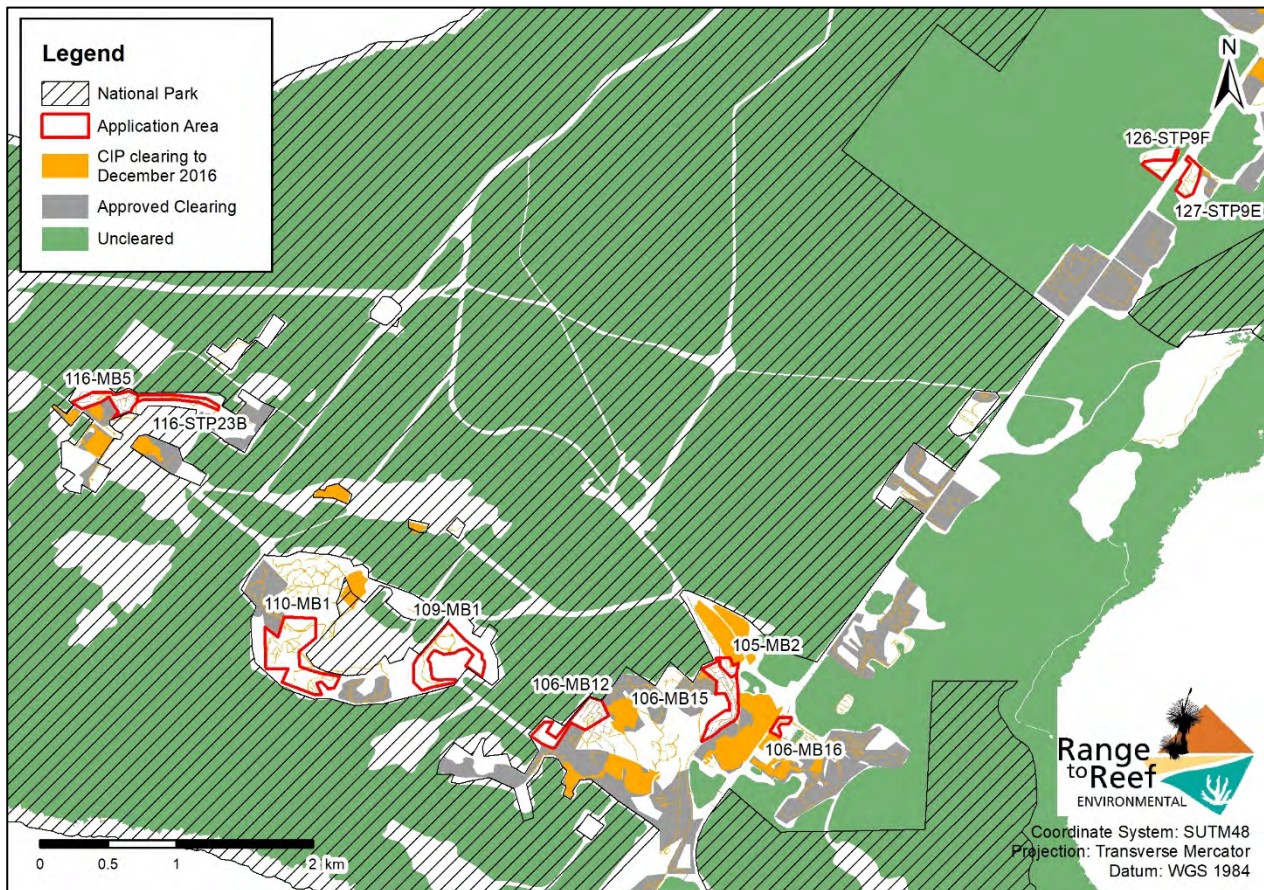 Legend
National Park
Application Area
CIP clearing to
December 2016
Approved Clearing
Uncleared
N
126-STP9F
127-STP9E
116-MB5
116-STP23B
110-MB1
109-MB1
105-MB2
106-MB12
106-MB15
106-MB16
Range
to Reef
ENVIRONMENTAL
Coordinate System: SUTM48
Projection: Transverse Mercator
Datum: WGS 1984
0 0.5 1 2 km